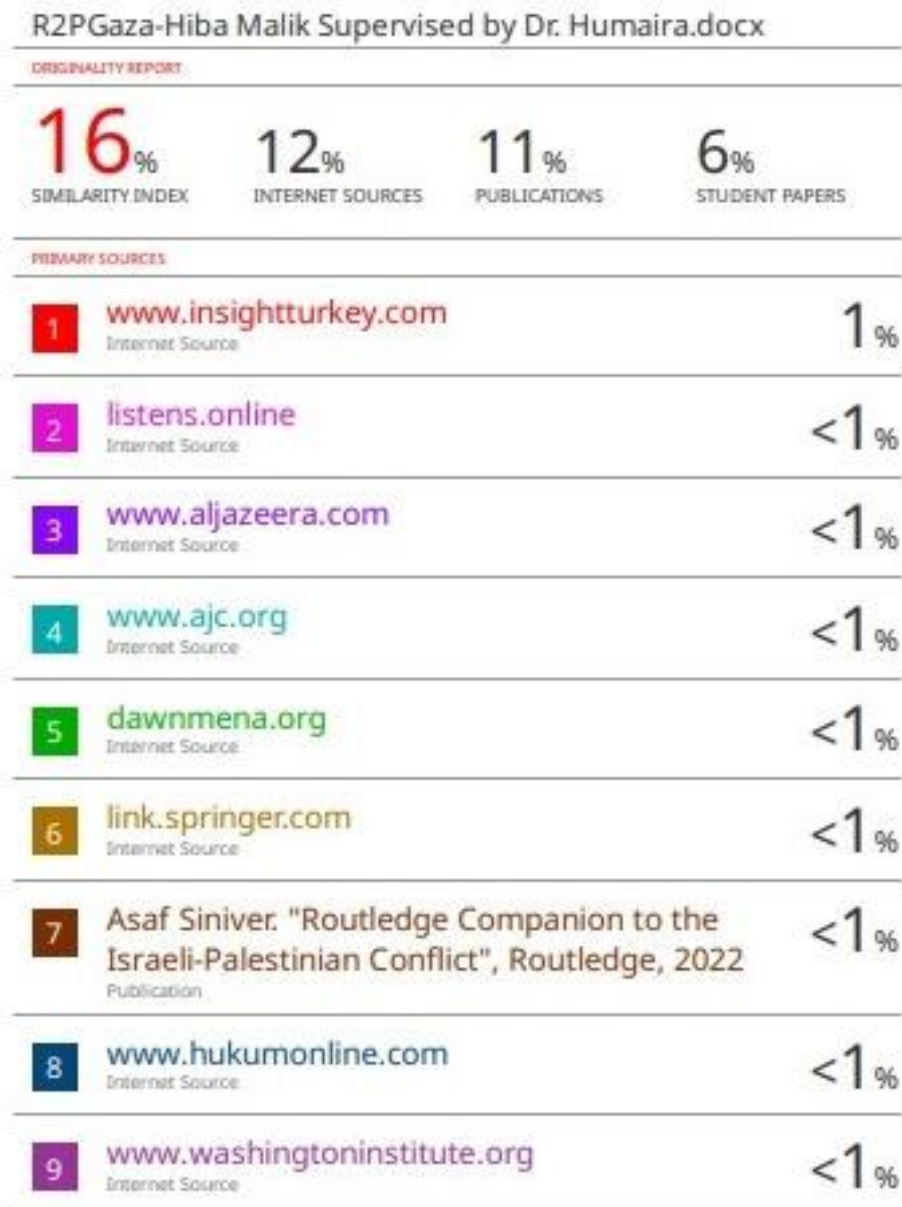 R2PGaza-Hiba Malik Supervised by Dr. Humaira.docx
ORIGINALITY REPORT
16% 12% 11% 6%
SIMILARITY INDEX INTERNET SOURCES PUBLICATIONS STUDENT PAPERS
PRIMARY SOURCES
1 www.insightturkey.com 1%
Internet Source
2 listens.online <1%
Internet Source
3 www.aljazeera.com <1%
Internet Source
4 www.ajc.org <1%
Internet Source
5 dawnmena.org <1%
Internet Source
6 link.springer.com <1%
Internet Source
7 Asaf Siniver. "Routledge Companion to the <1%
Israeli-Palestinian Conflict", Routledge, 2022
Publication
8 www.hukumonline.com <1%
Internet Source
9 www.washingtoninstitute.org <1%
Internet Source